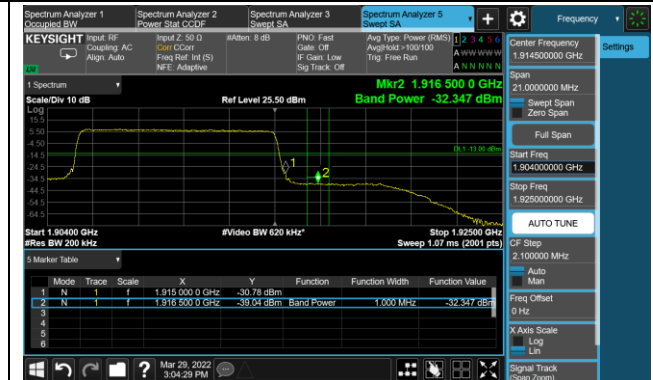 Spectrum Analyzer 1
Occupied BW
Spectrum Analyzer 2
Power Stat CCDF
Spectrum Analyzer 3
Swept SA
Spectrum Analyzer 5
Swept SA
Frequency
KEYSIGHT
Input: RF
Coupling: AC
Align: Auto
Input Z: 50 Ω
Corr CCorr
Freq Ref: Int (S)
NFE: Adaptive
#Atten: 8 dB
PNO: Fast
Gate: Off
IF Gain: Low
Sig Track: Off
Avg Type: Power (RMS)
Avg|Hold:>100/100
Trig: Free Run
1 2 3 4 5 6
A W W W W W
A N N N N N
1 Spectrum
Scale/Div 10 dB
Ref Level 25.50 dBm
Mkr2 1.916 500 0 GHz
Band Power -32.347 dBm
Log
15.5
5.50
-4.50
-14.5
-24.5
-34.5
-44.5
-54.5
-64.5
DL1 -13.00 dBm
1
2
Start 1.90400 GHz
#Video BW 620 kHz*
Stop 1.92500 GHz
#Res BW 200 kHz
Sweep 1.07 ms (2001 pts)
5 Marker Table
Mode Trace Scale X Y Function Function Width Function Value
1 N 1 f 1.915 000 0 GHz -30.78 dBm
2 N 1 f 1.916 500 0 GHz -39.04 dBm Band Power 1.000 MHz -32.347 dBm
3
4
5
6
Mar 29, 2022
3:04:29 PM
Center Frequency
1.914500000 GHz
Settings
Span
21.0000000 MHz
Swept Span
Zero Span
Full Span
Start Freq
1.904000000 GHz
Stop Freq
1.925000000 GHz
AUTO TUNE
CF Step
2.100000 MHz
Auto
Man
Freq Offset
0 Hz
X Axis Scale
Log
Lin
Signal Track
(Span Zoom)